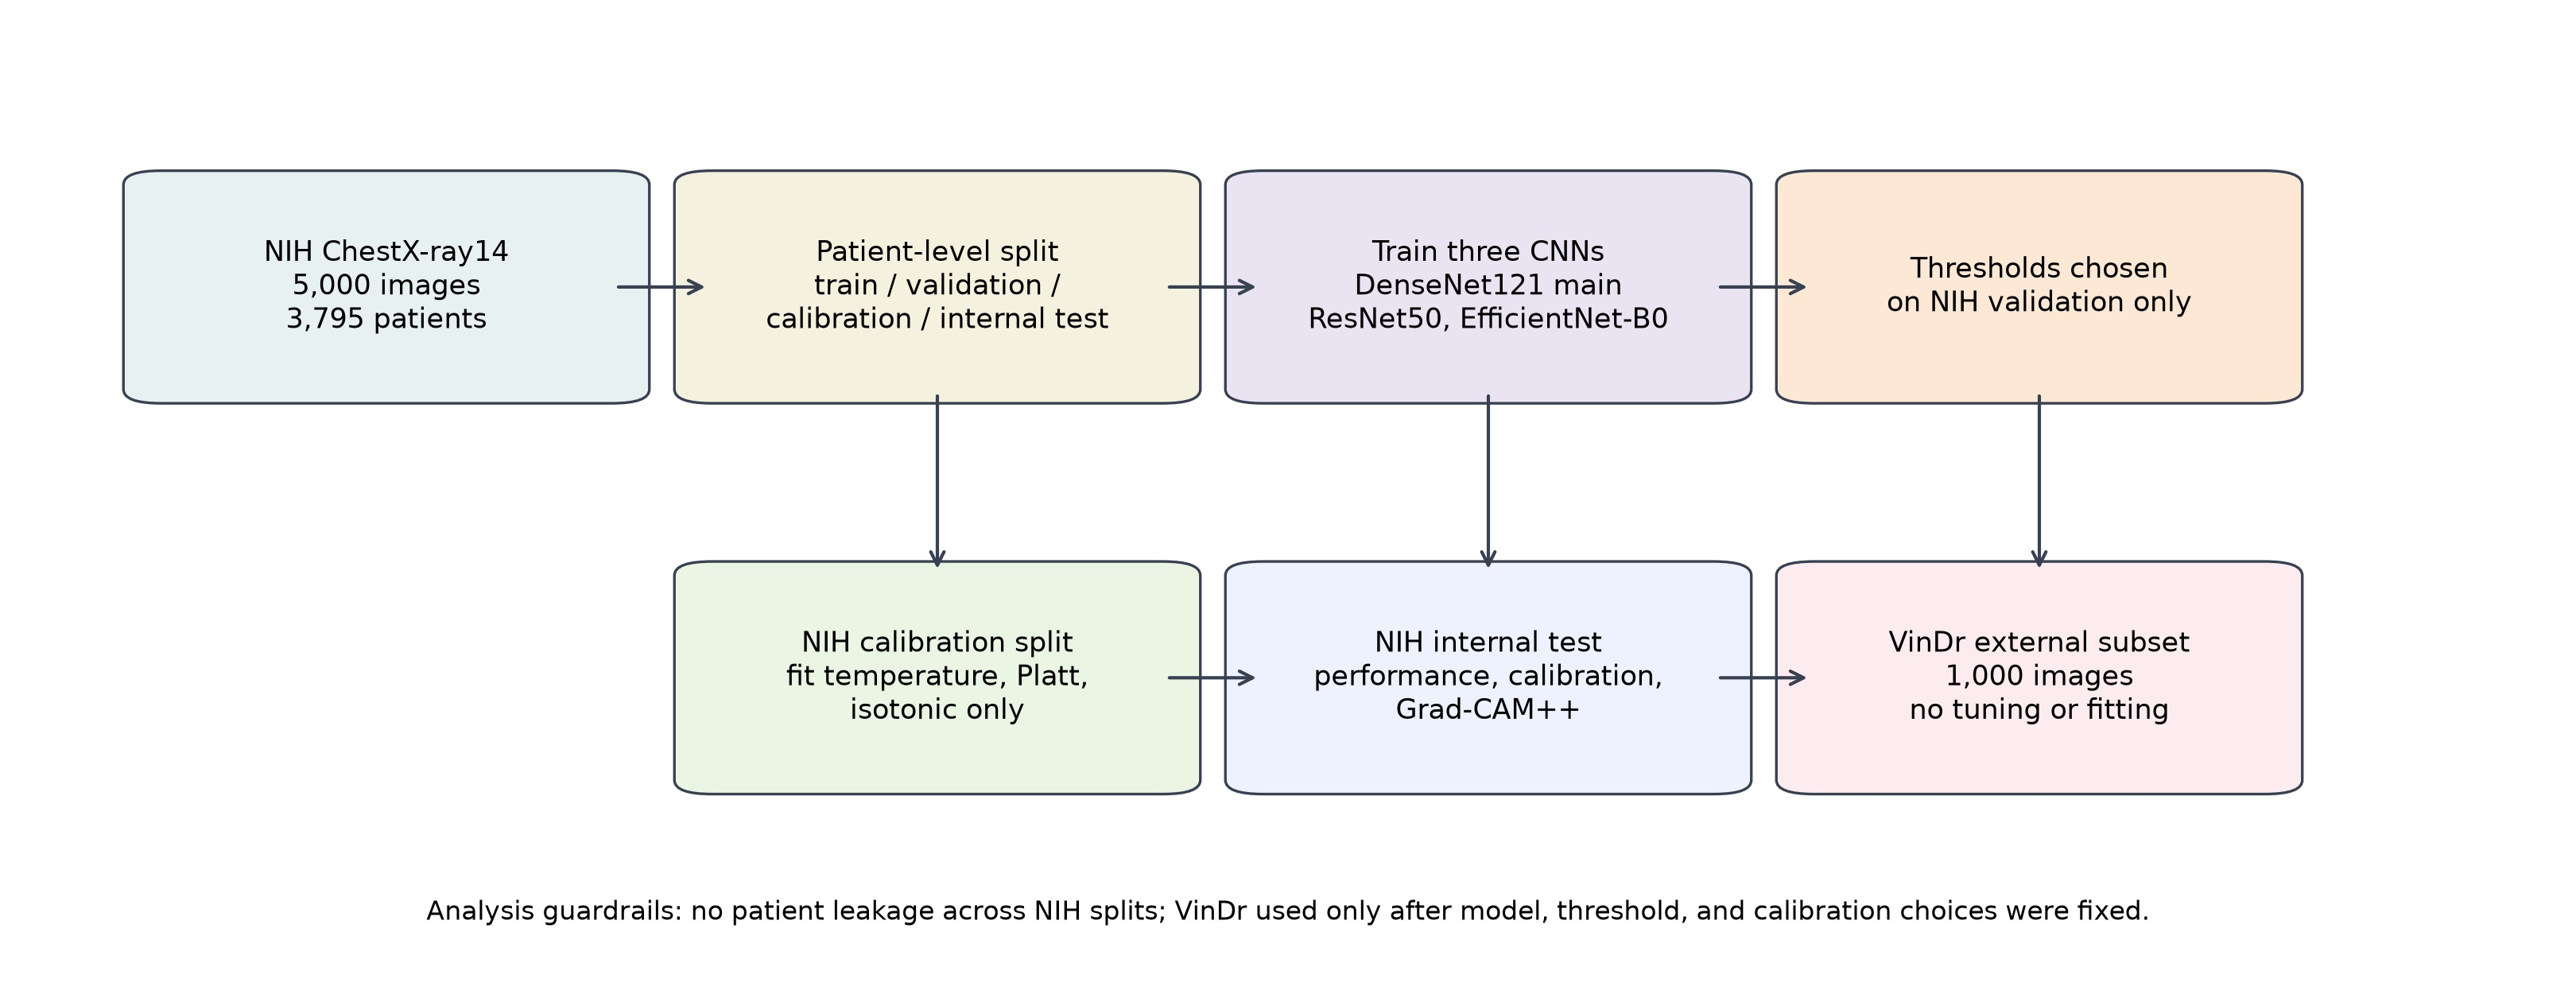 NIH ChestX-ray14
5,000 images
3,795 patients
Patient-level split
train / validation /
calibration / internal test
Train three CNNs
DenseNet121 main
ResNet50, EfficientNet-B0
Thresholds chosen
on NIH validation only
NIH calibration split
fit temperature, Platt,
isotonic only
NIH internal test
performance, calibration,
Grad-CAM++
VinDr external subset
1,000 images
no tuning or fitting
Analysis guardrails: no patient leakage across NIH splits; VinDr used only after model, threshold, and calibration choices were fixed.